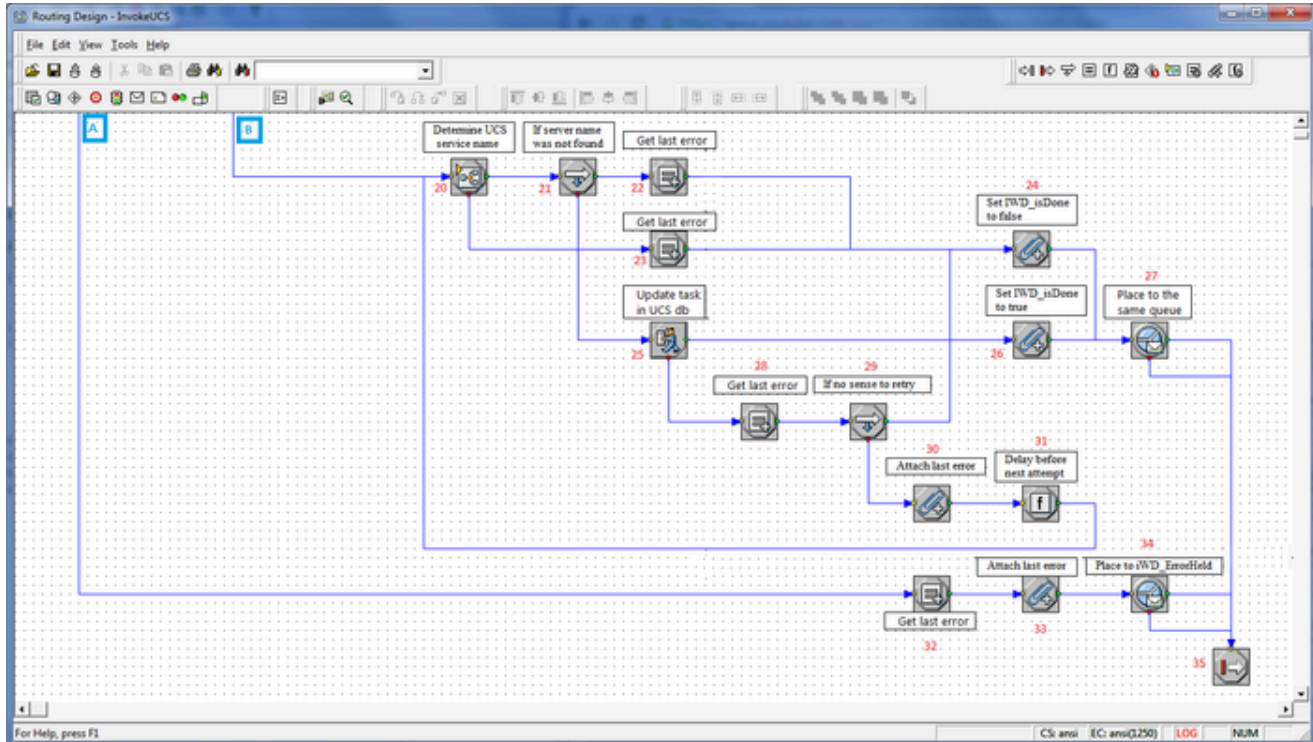 Routing Design - InvokeUCS
File Edit View Tools Help
A
B
Determine UCS
service name
If server name
was not found
Get last error
20
21
22
24
Set IWD_isDone
to false
Get last error
23
27
Update task
in UCS db
Set IWD_isDone
to true
Place to the
same queue
25
26
28
29
Get last error
If no sense to retry
30
31
Attach last error
Delay before
next attempt
f
34
Attach last error
Place to iWD_ErrorHeld
Get last error
33
32
35
For Help, press F1
CS: ansi
EC: ansi(1250)
LOG
NUM